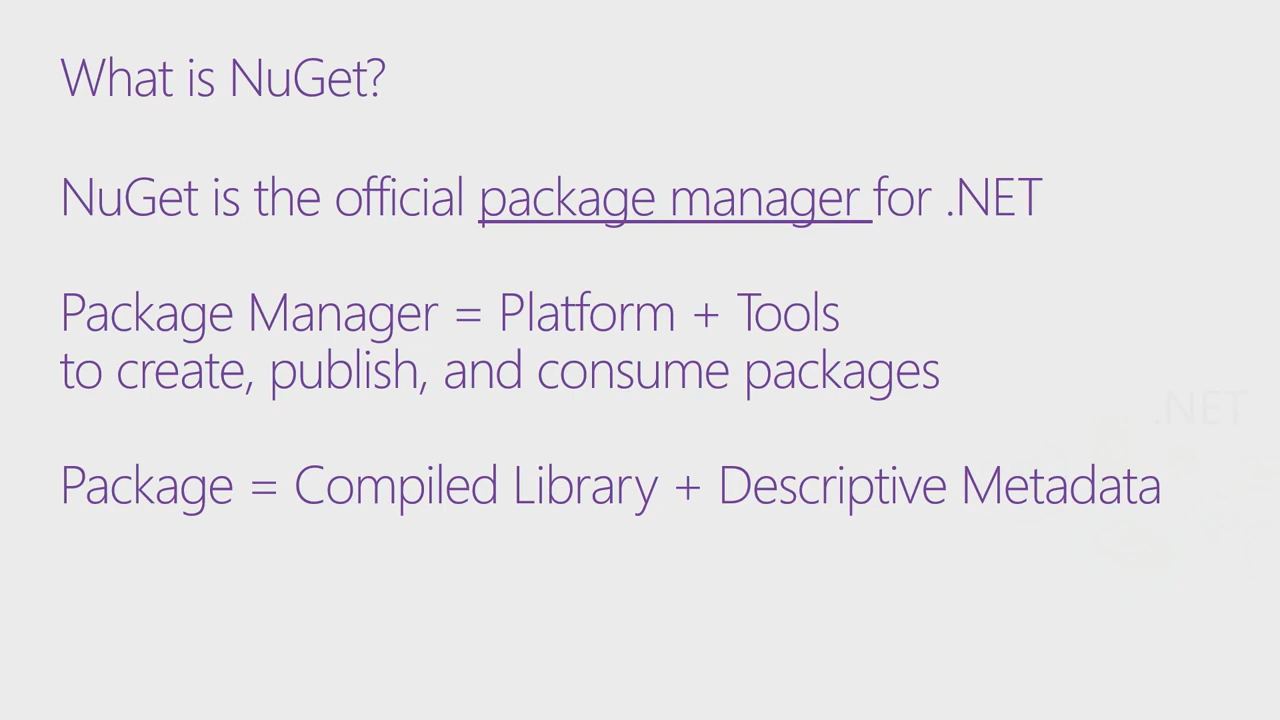 What is NuGet?
NuGet is the official package manager for .NET
Package Manager = Platform + Tools
to create, publish, and consume packages
.NET
Package = Compiled Library + Descriptive Metadata